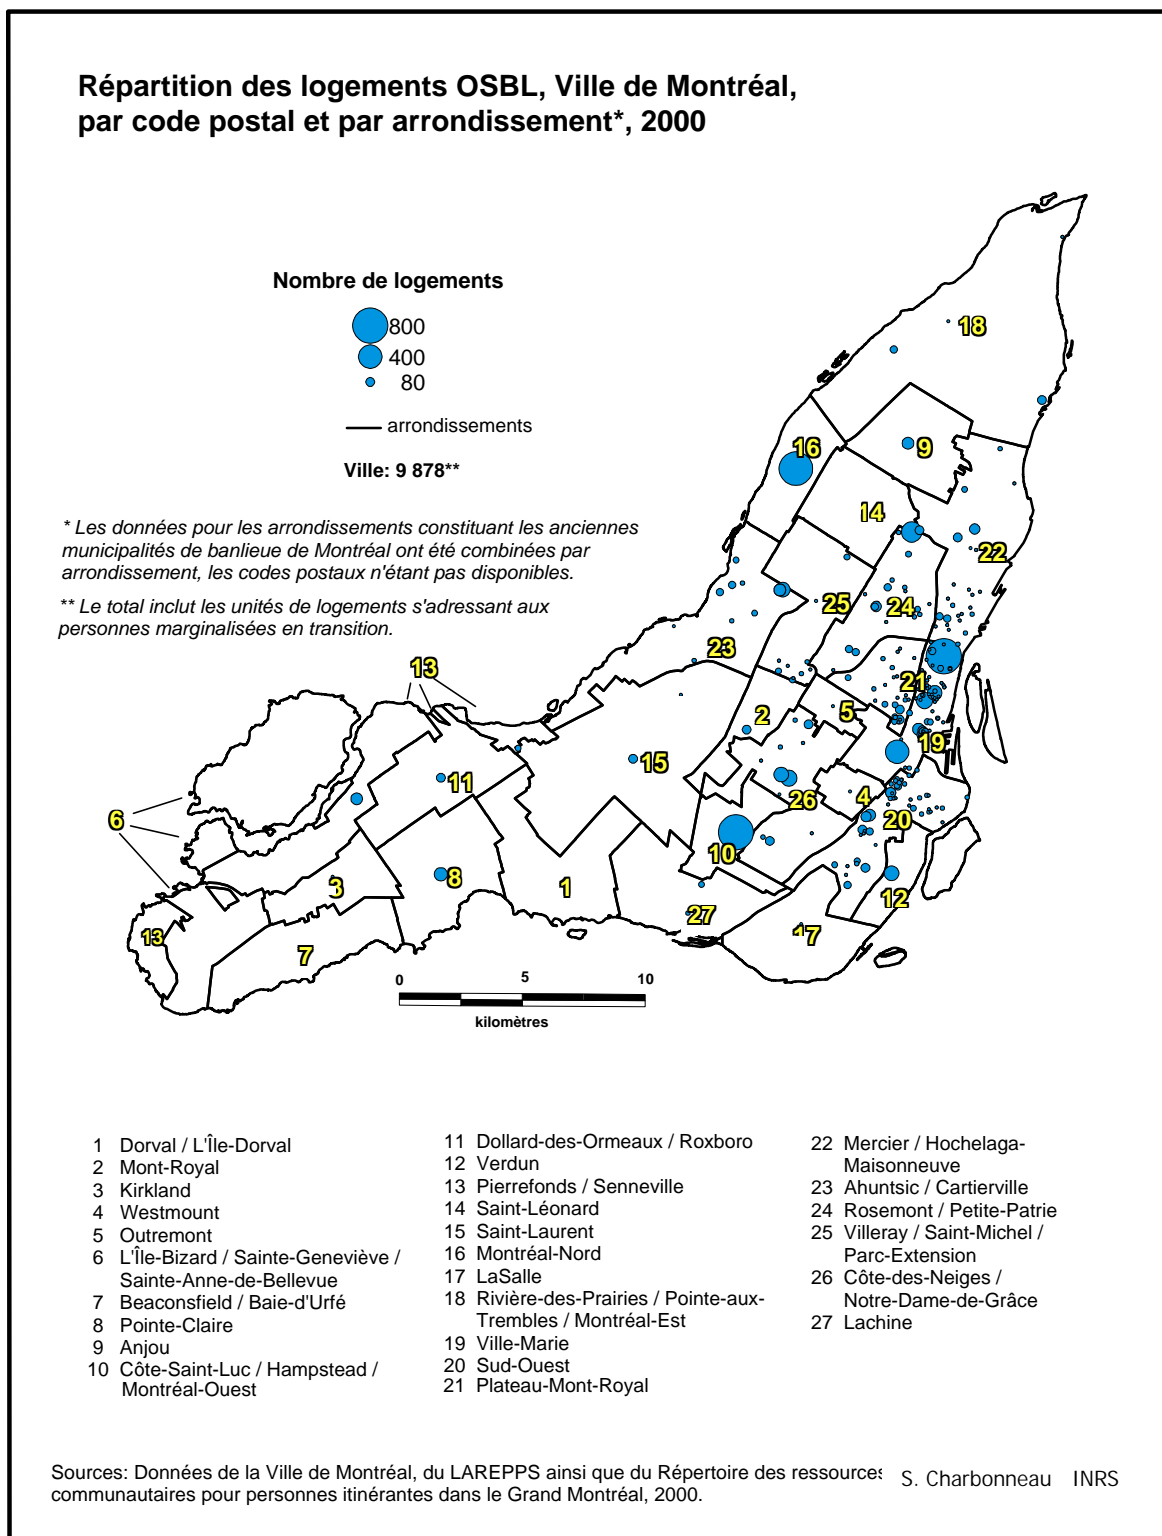 Répartition des logements OSBL, Ville de Montréal,
par code postal et par arrondissement*, 2000
Nombre de logements
800
400
80
arrondissements
Ville: 9 878**
* Les données pour les arrondissements constituant les anciennes
municipalités de banlieue de Montréal ont été combinées par
arrondissement, les codes postaux n'étant pas disponibles.
** Le total inclut les unités de logements s'adressant aux
personnes marginalisées en transition.
18
16
9
14
22
25
24
23
13
21
2
5
19
15
11
26
4
6
20
10
8
3
1
12
27
13
17
7
0 5 10
kilomètres
1 Dorval / L'Île-Dorval
2 Mont-Royal
3 Kirkland
4 Westmount
5 Outremont
6 L'Île-Bizard / Sainte-Geneviève /
Sainte-Anne-de-Bellevue
7 Beaconsfield / Baie-d'Urfé
8 Pointe-Claire
9 Anjou
10 Côte-Saint-Luc / Hampstead /
Montréal-Ouest
11 Dollard-des-Ormeaux / Roxboro
12 Verdun
13 Pierrefonds / Senneville
14 Saint-Léonard
15 Saint-Laurent
16 Montréal-Nord
17 LaSalle
18 Rivière-des-Prairies / Pointe-aux-
Trembles / Montréal-Est
19 Ville-Marie
20 Sud-Ouest
21 Plateau-Mont-Royal
22 Mercier / Hochelaga-
Maisonneuve
23 Ahuntsic / Cartierville
24 Rosemont / Petite-Patrie
25 Villeray / Saint-Michel /
Parc-Extension
26 Côte-des-Neiges /
Notre-Dame-de-Grâce
27 Lachine
Sources: Données de la Ville de Montréal, du LAREPPS ainsi que du Répertoire des ressources
communautaires pour personnes itinérantes dans le Grand Montréal, 2000.
S. Charbonneau INRS